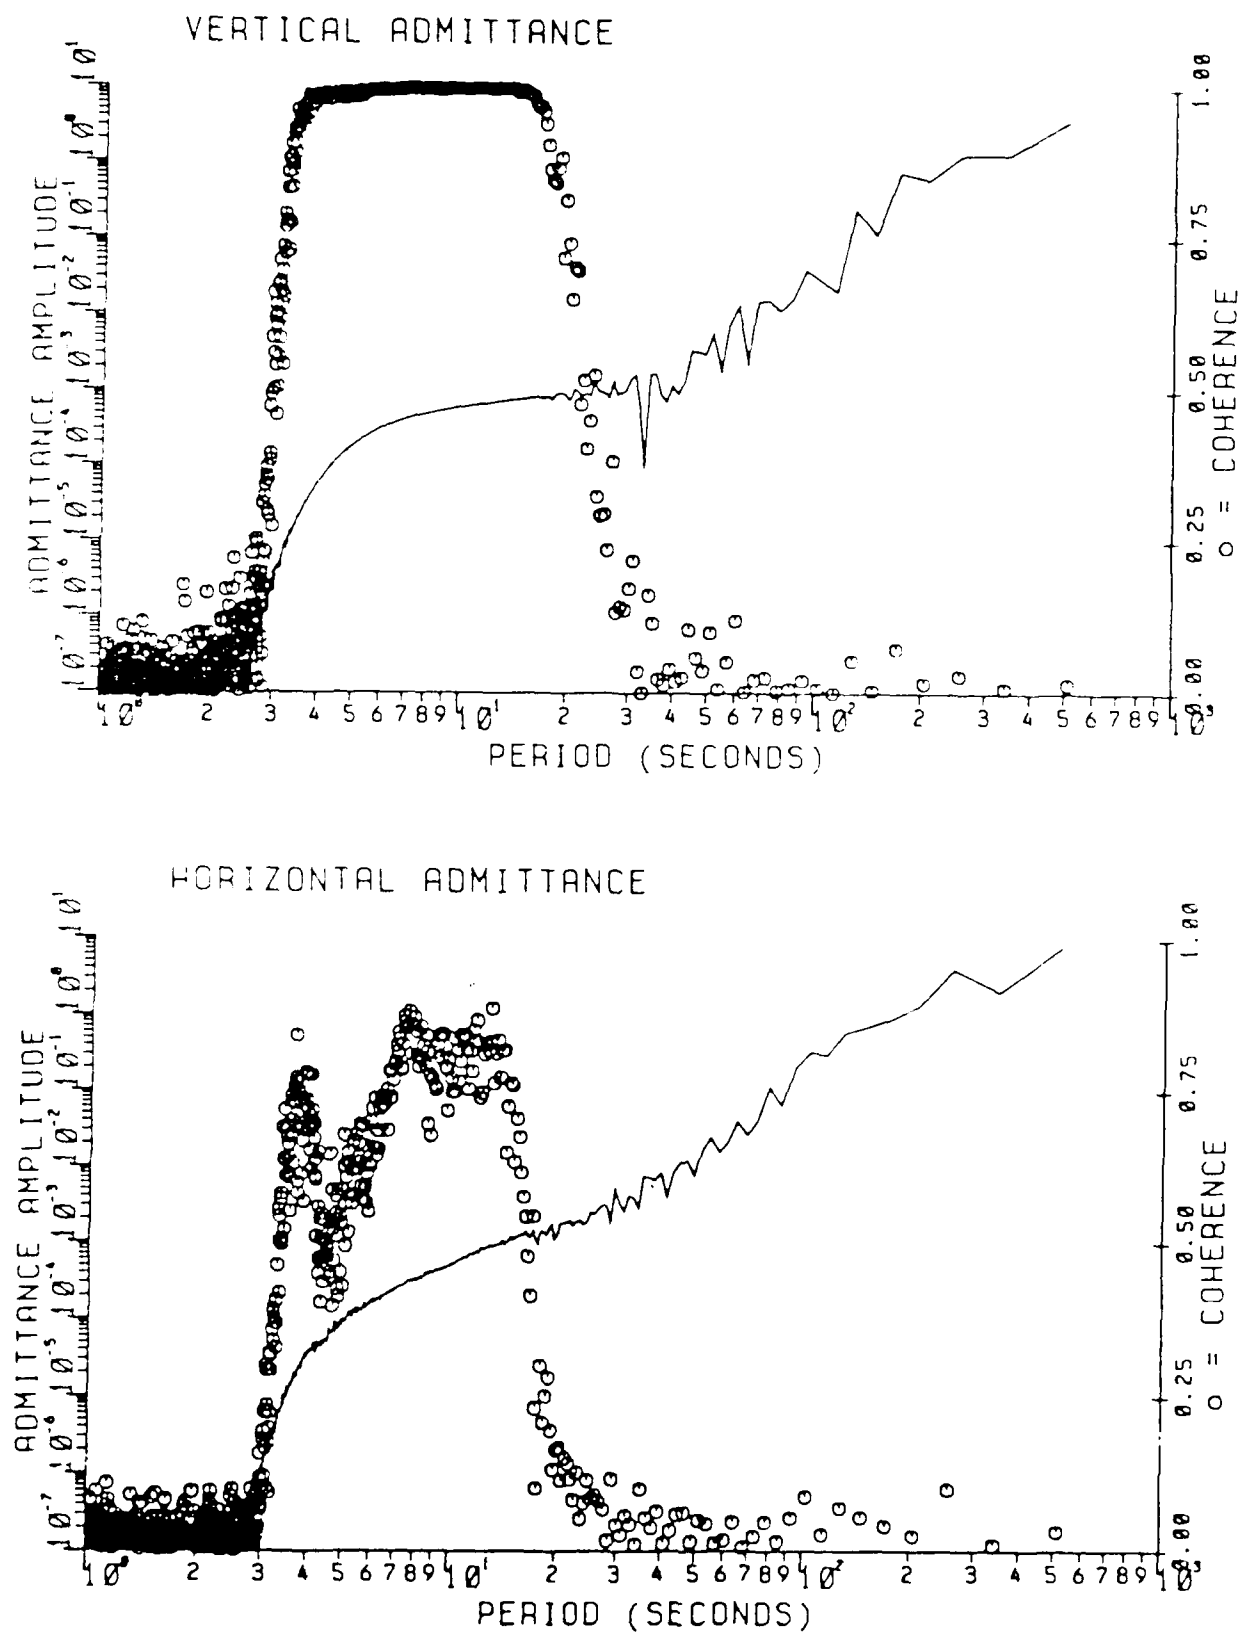 VERTICAL ADMITTANCE
ADMITTANCE AMPLITUDE
10¹
10⁰
10⁻¹
10⁻²
10⁻³
10⁻⁴
10⁻⁵
10⁻⁶
10⁻⁷
1.00
0.75
0.50
0.25
0.00
O = COHERENCE
10⁰ 2 3 4 5 6 7 8 9 10¹ 2 3 4 5 6 7 8 9 10² 2 3 4 5 6 7 8 9 10³
PERIOD (SECONDS)
HORIZONTAL ADMITTANCE
ADMITTANCE AMPLITUDE
10¹
10⁰
10⁻¹
10⁻²
10⁻³
10⁻⁴
10⁻⁵
10⁻⁶
10⁻⁷
1.00
0.75
0.50
0.25
0.00
O = COHERENCE
10⁰ 2 3 4 5 6 7 8 9 10¹ 2 3 4 5 6 7 8 9 10² 2 3 4 5 6 7 8 9 10³
PERIOD (SECONDS)